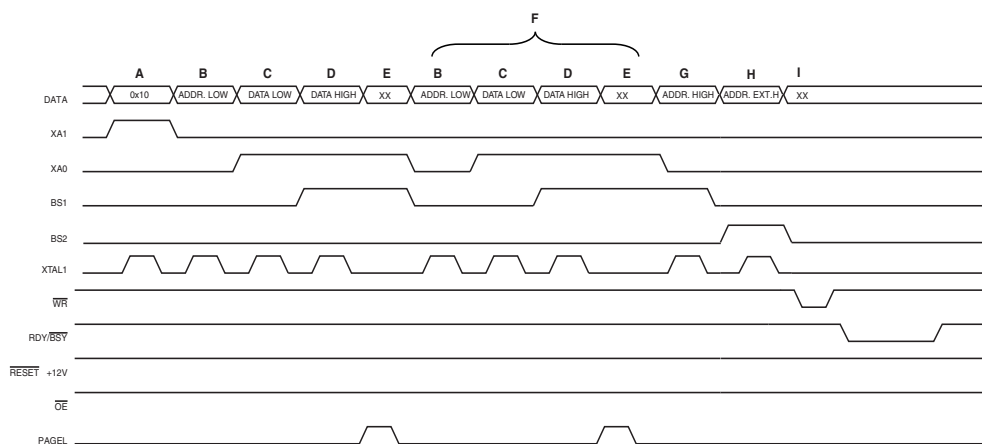 F
A B C D E B C D E G H I
DATA 0x10 ADDR. LOW DATA LOW DATA HIGH XX ADDR. LOW DATA LOW DATA HIGH XX ADDR. HIGH ADDR. EXT.H XX
XA1
XA0
BS1
BS2
XTAL1
WR
RDY/BSY
RESET +12V
OE
PAGEL